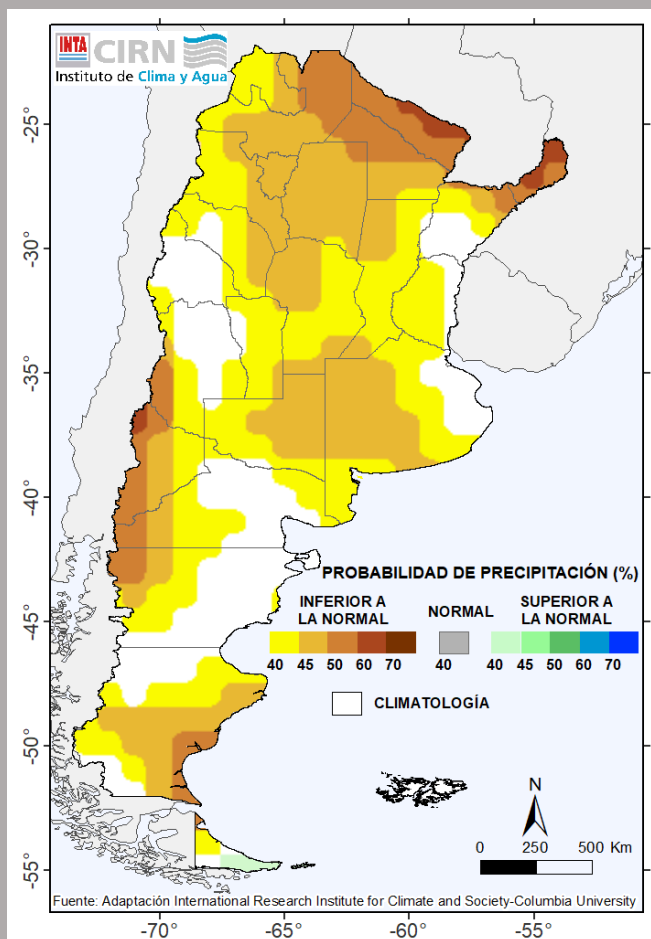 INTA CIRN
Instituto de Clima y Agua
-25°
-30°
-35°
-40°
-45°
-50°
-55°
PROBABILIDAD DE PRECIPITACIÓN (%)
INFERIOR A
LA NORMAL
NORMAL
SUPERIOR A
LA NORMAL
40 45 50 60 70
40
40 45 50 60 70
CLIMATOLOGÍA
N
0 250 500 Km
Fuente: Adaptación International Research Institute for Climate and Society-Columbia University
-70° -65° -60° -55°